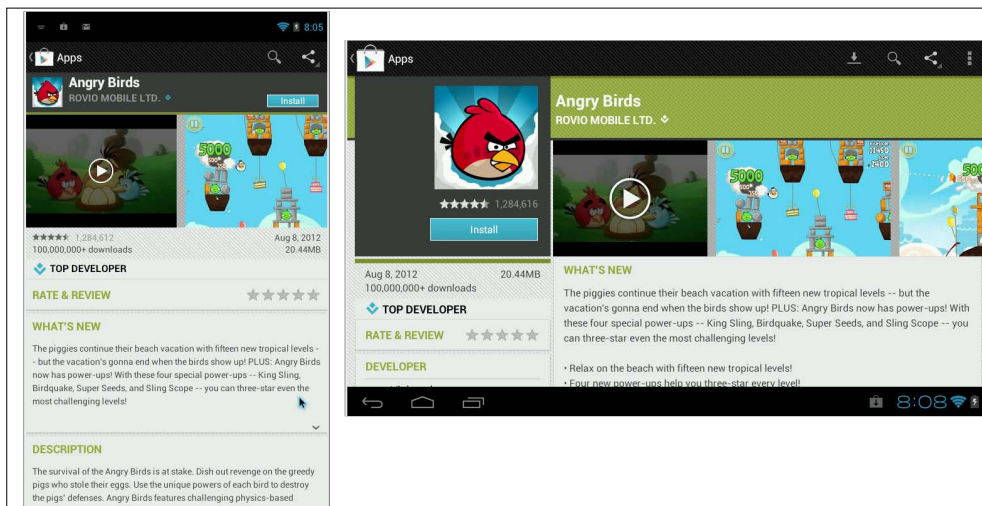 8:05
Apps
Angry Birds
ROVIO MOBILE LTD.
Install
5000
1,284,612
Aug 8, 2012
100,000,000+ downloads
20.44MB
TOP DEVELOPER
RATE & REVIEW
WHAT'S NEW
The piggies continue their beach vacation with fifteen new tropical levels -
- but the vacation's gonna end when the birds show up! PLUS: Angry Birds
now has power-ups! With these four special power-ups -- King Sling,
Birdquake, Super Seeds, and Sling Scope -- you can three-star even the
most challenging levels!
DESCRIPTION
The survival of the Angry Birds is at stake. Dish out revenge on the greedy
pigs who stole their eggs. Use the unique powers of each bird to destroy
the pigs' defenses. Angry Birds features challenging physics-based
Apps
Angry Birds
ROVIO MOBILE LTD.
5000
1,284,616
Install
Aug 8, 2012
20.44MB
100,000,000+ downloads
TOP DEVELOPER
RATE & REVIEW
DEVELOPER
WHAT'S NEW
The piggies continue their beach vacation with fifteen new tropical levels -- but the
vacation's gonna end when the birds show up! PLUS: Angry Birds now has power-ups! With
these four special power-ups -- King Sling, Birdquake, Super Seeds, and Sling Scope -- you
can three-star even the most challenging levels!
• Relax on the beach with fifteen new tropical levels!
• Four new power-ups help you three-star every level!
8:08